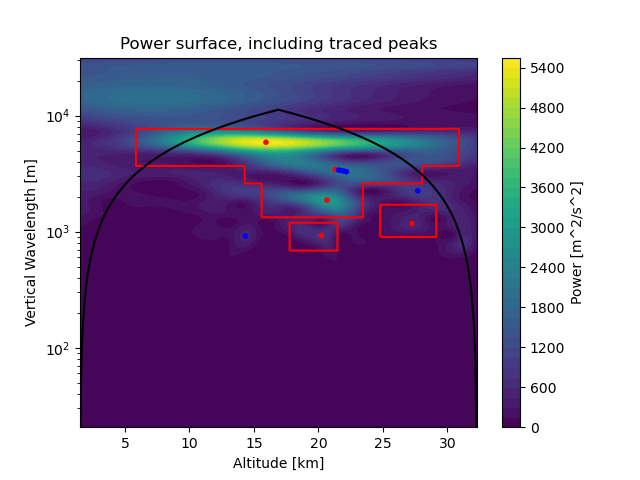 Power surface, including traced peaks
10^4
10^3
10^2
Vertical Wavelength [m]
5 10 15 20 25 30
Altitude [km]
5400
4800
4200
3600
3000
2400
1800
1200
600
0
Power [m^2/s^2]